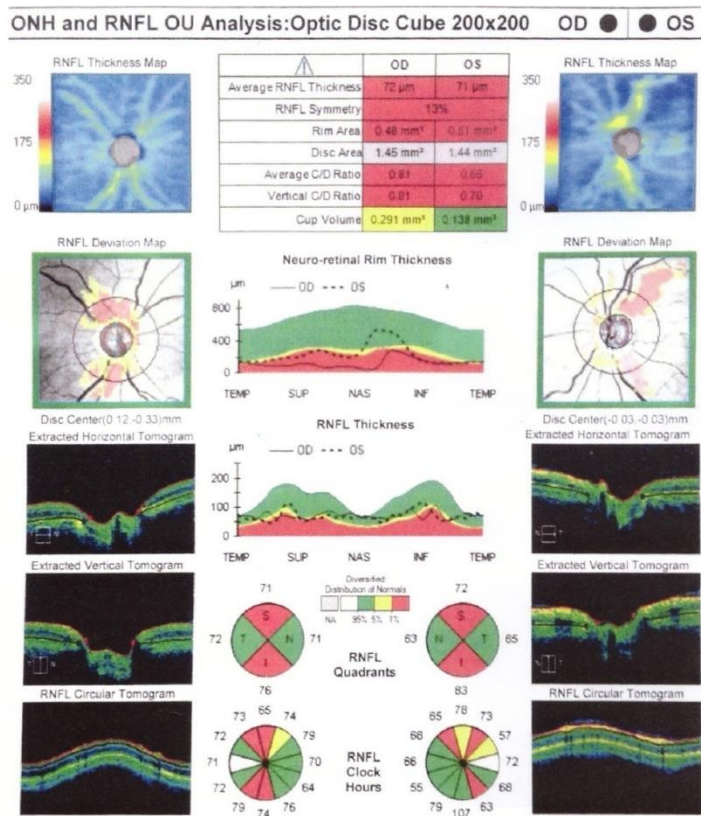 ONH and RNFL OU Analysis:Optic Disc Cube 200x200 OD OS
RNFL Thickness Map
350
175
0 µm
OD OS
Average RNFL Thickness 72 µm 71 µm
RNFL Symmetry 13%
Rim Area 0.48 mm² 0.61 mm²
Disc Area 1.45 mm² 1.44 mm²
Average C/D Ratio 0.81
Vertical C/D Ratio 0.81 0.70
Cup Volume 0.291 mm³ 0.138 mm³
RNFL Thickness Map
350
175
0 µm
RNFL Deviation Map
Disc Center(0.12,-0.33)mm
Neuro-retinal Rim Thickness
µm OD OS
800
400
0
TEMP SUP NAS INF TEMP
RNFL Deviation Map
Disc Center(-0.03,-0.03)mm
Extracted Horizontal Tomogram
RNFL Thickness
µm OD OS
200
100
0
TEMP SUP NAS INF TEMP
Extracted Horizontal Tomogram
Extracted Vertical Tomogram
Diversified:
Distribution of Normals
NA 95% 5% 1%
71
S
72 T N 71
I
76
RNFL
Quadrants
72
S
63 N T 65
I
83
Extracted Vertical Tomogram
RNFL Circular Tomogram
65
73 74
72 79
71 70
72 64
79 76
74
RNFL
Clock
Hours
78
65 73
68 57
66 72
55 68
79 63
107
RNFL Circular Tomogram